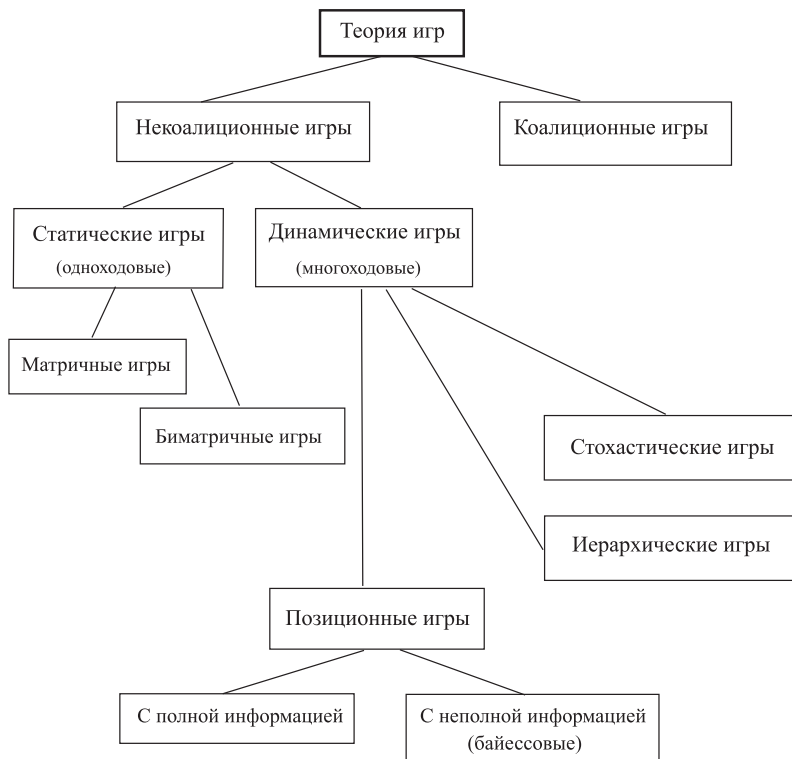 Теория игр
Некоалиционные игры
Коалиционные игры
Статические игры
(одноходовые)
Динамические игры
(многоходовые)
Матричные игры
Биматричные игры
Стохастические игры
Иерархические игры
Позиционные игры
С полной информацией
С неполной информацией
(байессовые)